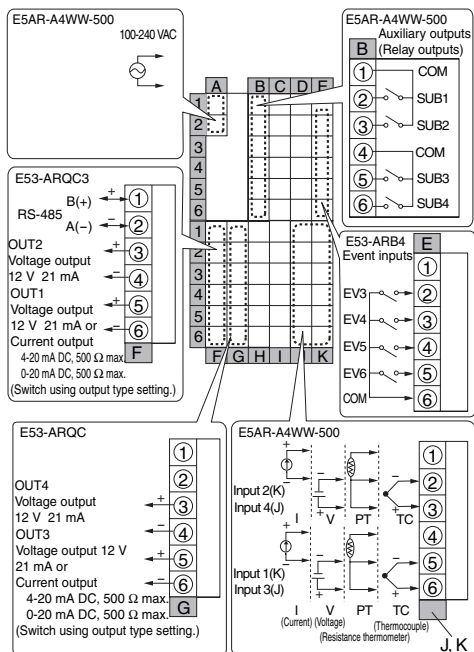 E5AR-A4WW-500
100-240 VAC
A B C D E
1
2
3
4
5
6
1
2
3
4
5
6
F G H I J K
E5AR-A4WW-500
Auxiliary outputs
(Relay outputs)
B
1 COM
2 SUB1
3 SUB2
4 COM
5 SUB3
6 SUB4
E53-ARQC3
+ B(+) 1
RS-485
− A(−) 2
OUT2
Voltage output + 3
12 V 21 mA − 4
OUT1
Voltage output + 5
12 V 21 mA or − 6
Current output
4-20 mA DC, 500 Ω max.
0-20 mA DC, 500 Ω max.
(Switch using output type setting.)
F
E53-ARB4
Event inputs
E
1
EV3 2
EV4 3
EV5 4
EV6 5
COM 6
E53-ARQC
1
2
OUT4
Voltage output
12 V 21 mA + 3
OUT3 − 4
Voltage output 12 V + 5
21 mA or
Current output − 6
4-20 mA DC, 500 Ω max.
0-20 mA DC, 500 Ω max.
(Switch using output type setting.)
G
E5AR-A4WW-500
1
2
3
4
5
6
+ − − +
Input 2(K)
Input 4(J)
I V PT TC
+ − − +
Input 1(K)
Input 3(J)
I V PT TC
(Current) (Voltage) (Thermocouple)
(Resistance thermometer)
J, K